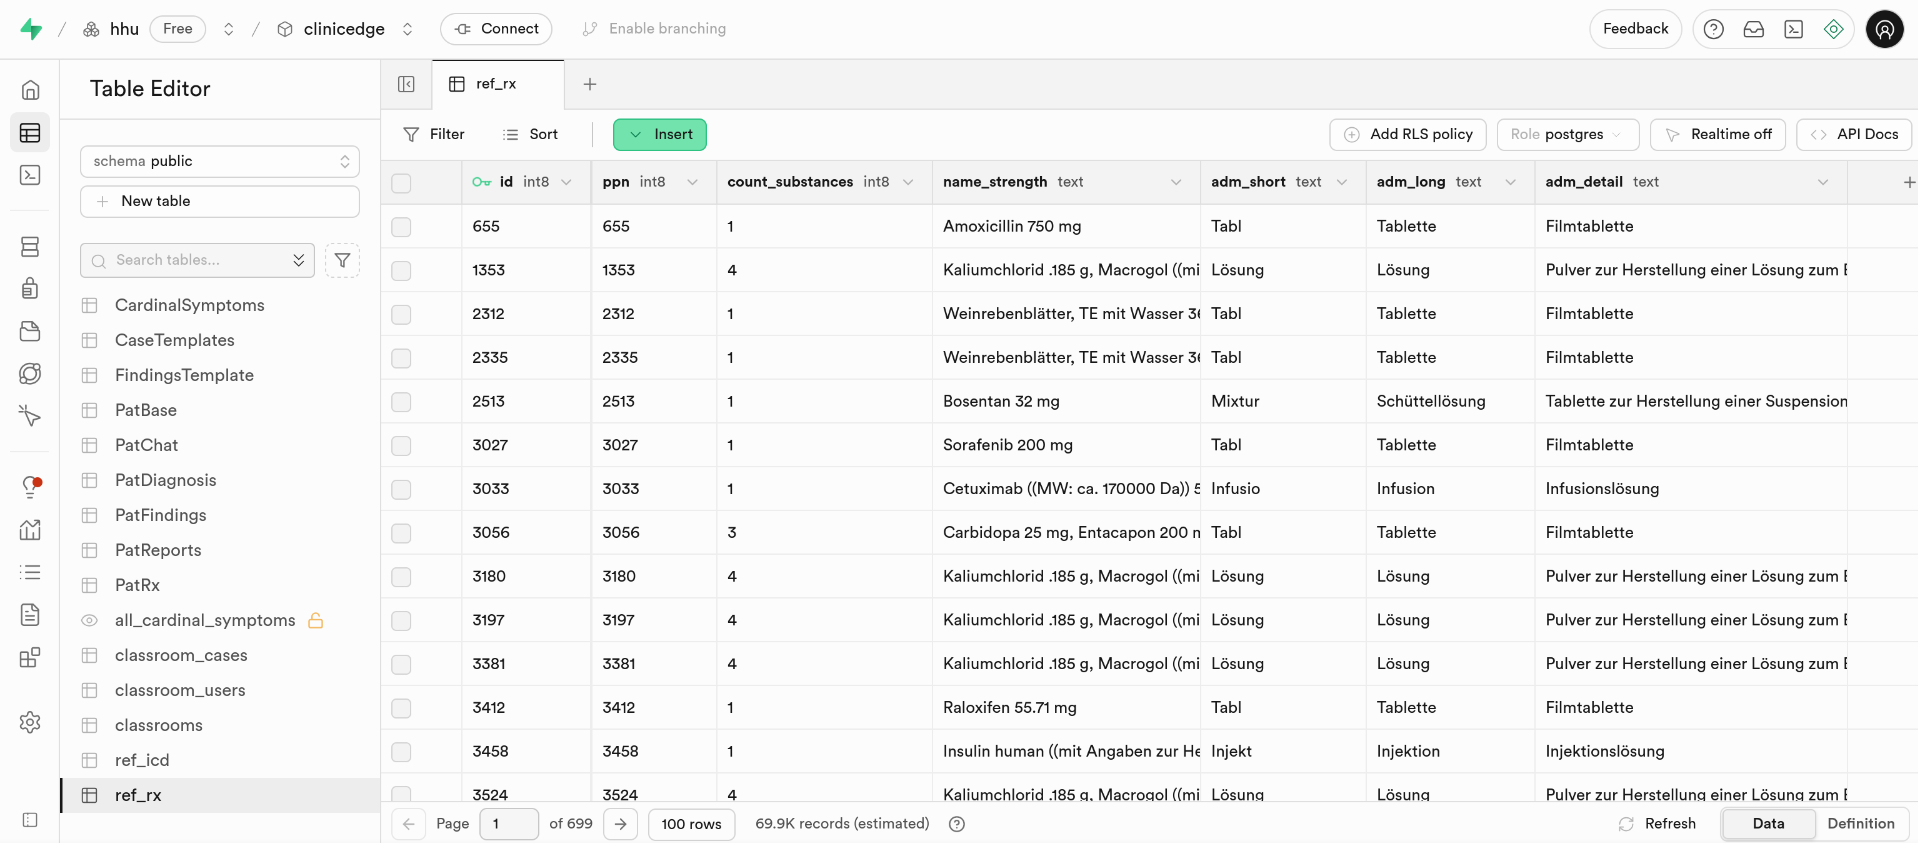 / hhu Free / clinicedge Connect Enable branching Feedback
Table Editor
ref_rx
Filter Sort Insert Add RLS policy Role postgres Realtime off API Docs
schema public
New table
Search tables...
CardinalSymptoms
CaseTemplates
FindingsTemplate
PatBase
PatChat
PatDiagnosis
PatFindings
PatReports
PatRx
all_cardinal_symptoms
classroom_cases
classroom_users
classrooms
ref_icd
ref_rx
id int8 ppn int8 count_substances int8 name_strength text adm_short text adm_long text adm_detail text
655 655 1 Amoxicillin 750 mg Tabl Tablette Filmtablette
1353 1353 4 Kaliumchlorid .185 g, Macrogol ((mi Lösung Lösung Pulver zur Herstellung einer Lösung zum E
2312 2312 1 Weinrebenblätter, TE mit Wasser 36 Tabl Tablette Filmtablette
2335 2335 1 Weinrebenblätter, TE mit Wasser 36 Tabl Tablette Filmtablette
2513 2513 1 Bosentan 32 mg Mixtur Schüttellösung Tablette zur Herstellung einer Suspension
3027 3027 1 Sorafenib 200 mg Tabl Tablette Filmtablette
3033 3033 1 Cetuximab ((MW: ca. 170000 Da)) 5 Infusio Infusion Infusionslösung
3056 3056 3 Carbidopa 25 mg, Entacapon 200 m Tabl Tablette Filmtablette
3180 3180 4 Kaliumchlorid .185 g, Macrogol ((mi Lösung Lösung Pulver zur Herstellung einer Lösung zum E
3197 3197 4 Kaliumchlorid .185 g, Macrogol ((mi Lösung Lösung Pulver zur Herstellung einer Lösung zum E
3381 3381 4 Kaliumchlorid .185 g, Macrogol ((mi Lösung Lösung Pulver zur Herstellung einer Lösung zum E
3412 3412 1 Raloxifen 55.71 mg Tabl Tablette Filmtablette
3458 3458 1 Insulin human ((mit Angaben zur He Injekt Injektion Injektionslösung
3524 3524 4 Kaliumchlorid .185 g, Macrogol ((mi Lösung Lösung Pulver zur Herstellung einer Lösung zum E
Page 1 of 699 100 rows 69.9K records (estimated) Refresh Data Definition